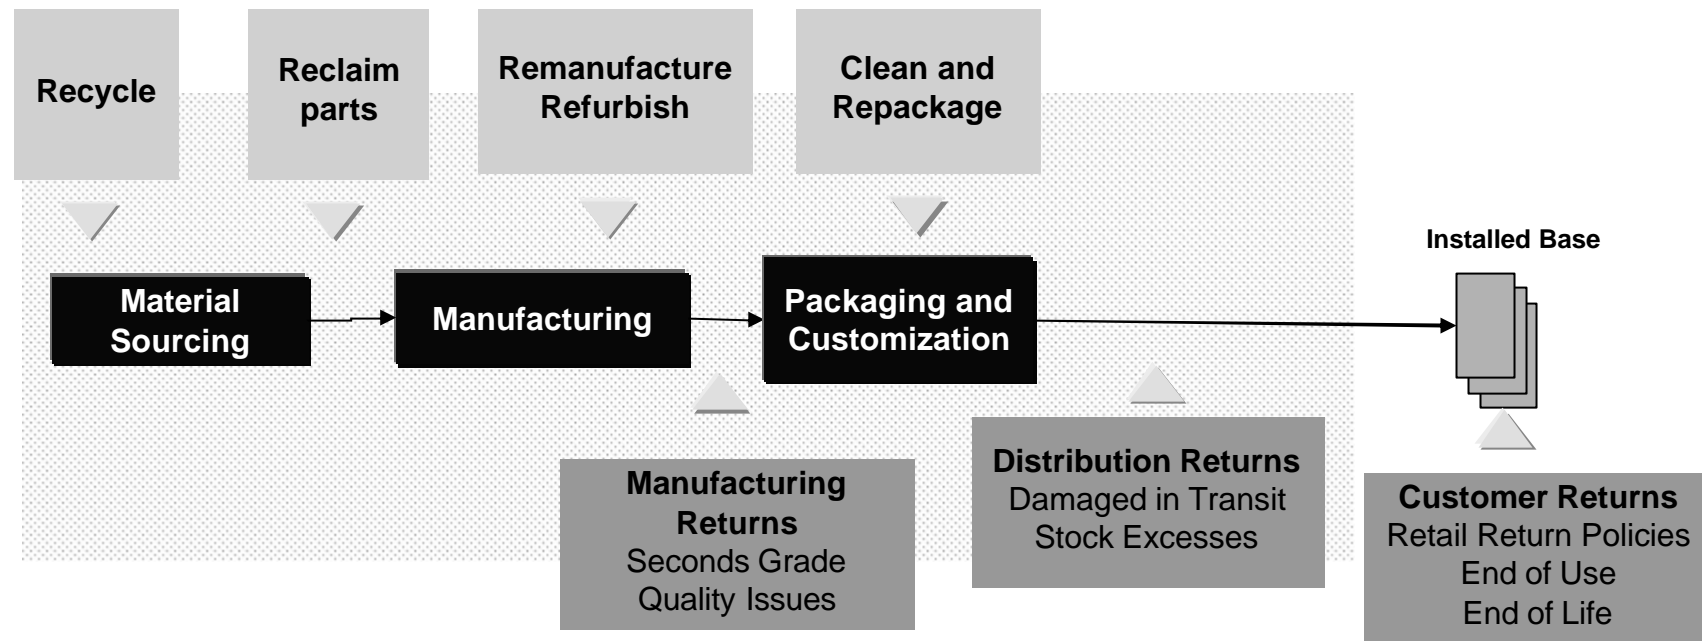 Recycle
Reclaim
parts
Remanufacture
Refurbish
Clean and
Repackage
Installed Base
Material
Sourcing
Manufacturing
Packaging and
Customization
Manufacturing
Returns
Seconds Grade
Quality Issues
Distribution Returns
Damaged in Transit
Stock Excesses
Customer Returns
Retail Return Policies
End of Use
End of Life